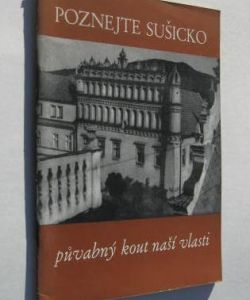 POZNEJTE SUŠICKO
půvabný kout naší vlasti